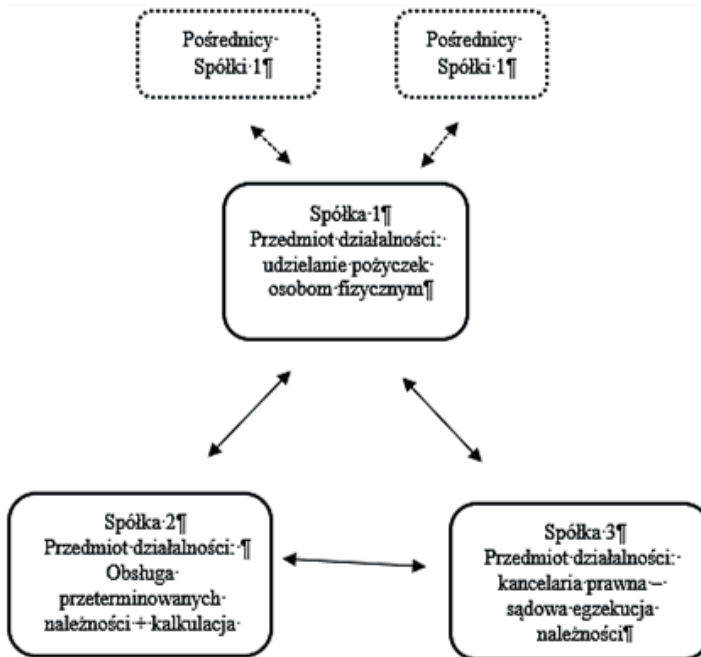 Pośrednicy·
Spółki·1¶
Pośrednicy·
Spółki·1¶
Spółka·1¶
Przedmiot·działalności:·
udzielanie·pożyczek·
osobom·fizycznym¶
Spółka·2¶
Przedmiot·działalności:·¶
Obsługa·
przeterminowanych·
należności·+·kalkulacja·
Spółka·3¶
Przedmiot·działalności:·
kancelaria·prawna·–·
sądowa·egzekucja·
należności¶